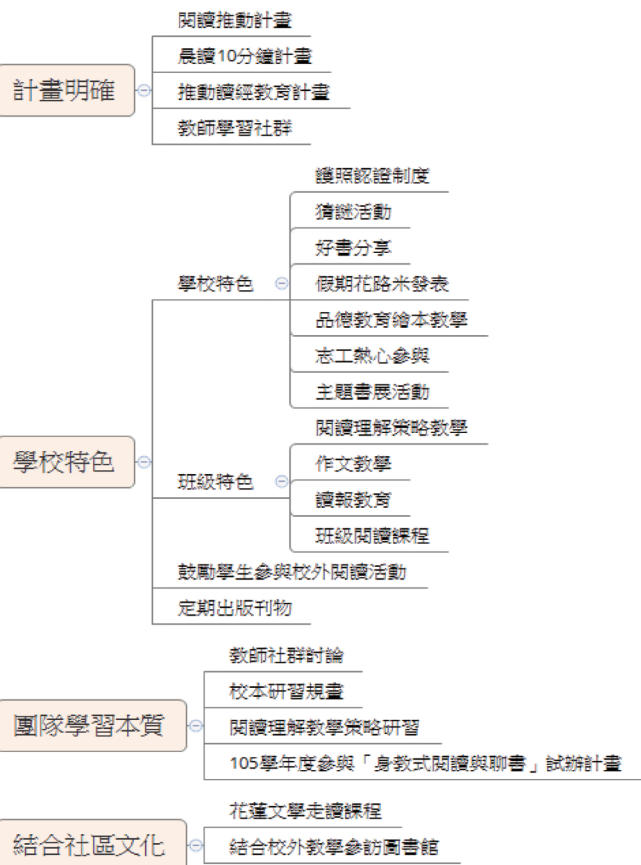 計畫明確
閱讀推動計畫
晨讀10分鐘計畫
推動讀經教育計畫
教師學習社群
學校特色
學校特色
護照認證制度
猜謎活動
好書分享
假期花路米發表
品德教育繪本教學
志工熱心參與
主題書展活動
班級特色
閱讀理解策略教學
作文教學
讀報教育
班級閱讀課程
鼓勵學生參與校外閱讀活動
定期出版刊物
團隊學習本質
教師社群討論
校本研習規畫
閱讀理解教學策略研習
105學年度參與「身教式閱讀與聊書」試辦計畫
結合社區文化
花蓮文學走讀課程
結合校外教學參訪圖書館